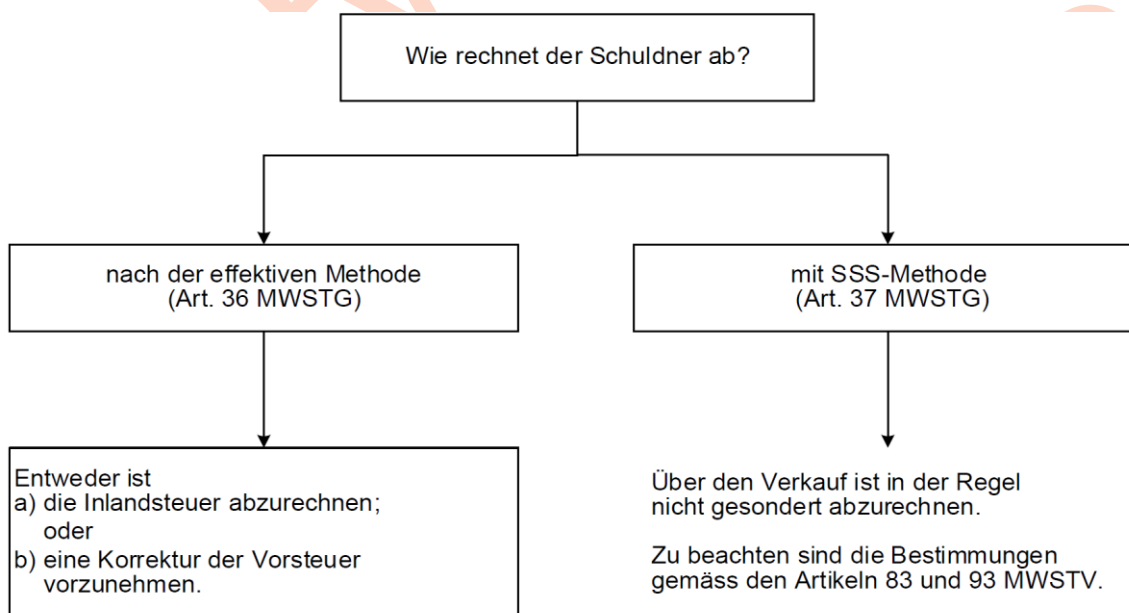 Wie rechnet der Schuldner ab?
nach der effektiven Methode
(Art. 36 MWSTG)
mit SSS-Methode
(Art. 37 MWSTG)
Entweder ist
a) die Inlandsteuer abzurechnen;
oder
b) eine Korrektur der Vorsteuer
vorzunehmen.
Über den Verkauf ist in der Regel
nicht gesondert abzurechnen.
Zu beachten sind die Bestimmungen
gemäss den Artikeln 83 und 93 MWSTV.